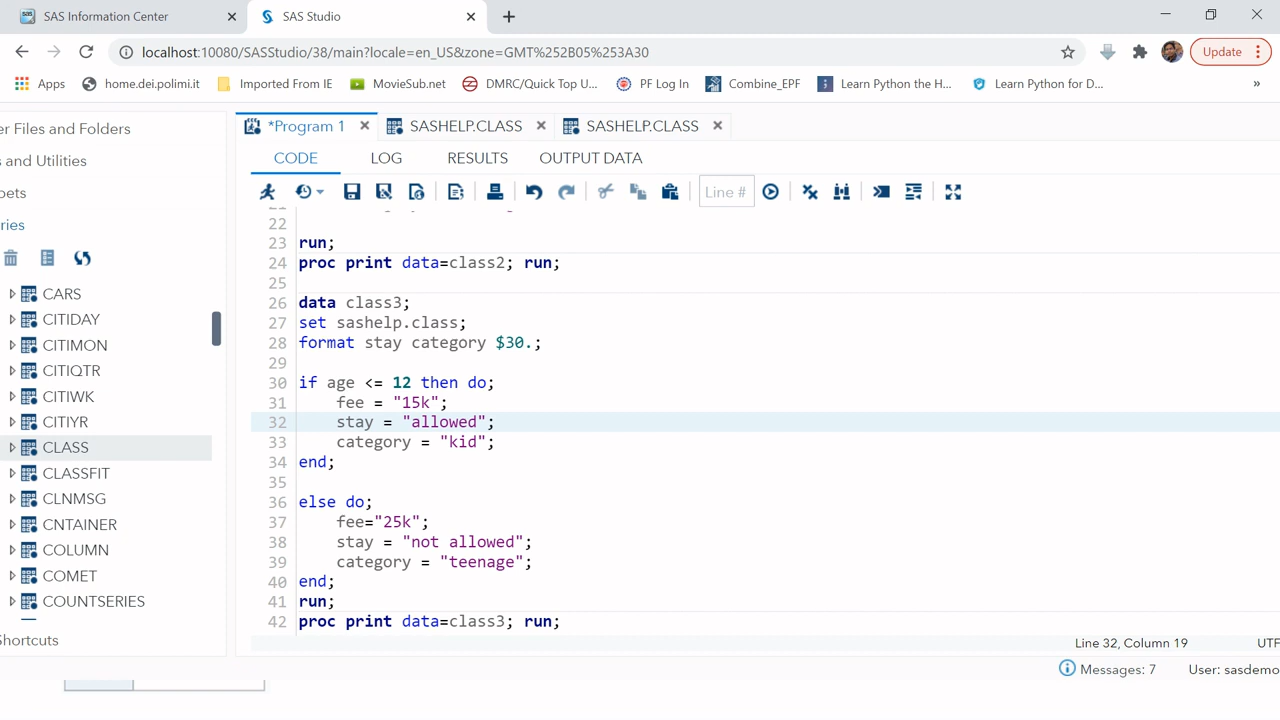 SAS Information Center
SAS Studio
localhost:10080/SASStudio/38/main?locale=en_US&zone=GMT%252B05%253A30
Update
Apps
home.dei.polimi.it
Imported From IE
MovieSub.net
DMRC/Quick Top U...
PF Log In
Combine_EPF
Learn Python the H...
Learn Python for D...
»
er Files and Folders
s and Utilities
pets
ries
CARS
CITIDAY
CITIMON
CITIQTR
CITIWK
CITIYR
CLASS
CLASSFIT
CLNMSG
CNTAINER
COLUMN
COMET
COUNTSERIES
Shortcuts
*Program 1
SASHELP.CLASS
SASHELP.CLASS
CODE
LOG
RESULTS
OUTPUT DATA
Line #
22
23 run;
24 proc print data=class2; run;
25
26 data class3;
27 set sashelp.class;
28 format stay category $30.;
29
30 if age <= 12 then do;
31 fee = "15k";
32 stay = "allowed";
33 category = "kid";
34 end;
35
36 else do;
37 fee="25k";
38 stay = "not allowed";
39 category = "teenage";
40 end;
41 run;
42 proc print data=class3; run;
Line 32, Column 19
UTF
Messages: 7
User: sasdemo